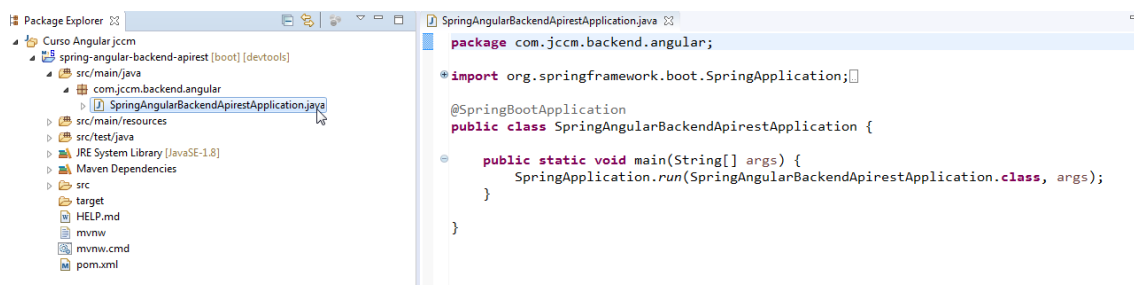 Package Explorer
Curso Angular jccm
spring-angular-backend-apirest [boot] [devtools]
src/main/java
com.jccm.backend.angular
SpringAngularBackendApirestApplication.java
src/main/resources
src/test/java
JRE System Library [JavaSE-1.8]
Maven Dependencies
src
target
HELP.md
mvnw
mvnw.cmd
pom.xml
SpringAngularBackendApirestApplication.java
package com.jccm.backend.angular;
import org.springframework.boot.SpringApplication;
@SpringBootApplication
public class SpringAngularBackendApirestApplication {
public static void main(String[] args) {
SpringApplication.run(SpringAngularBackendApirestApplication.class, args);
}
}